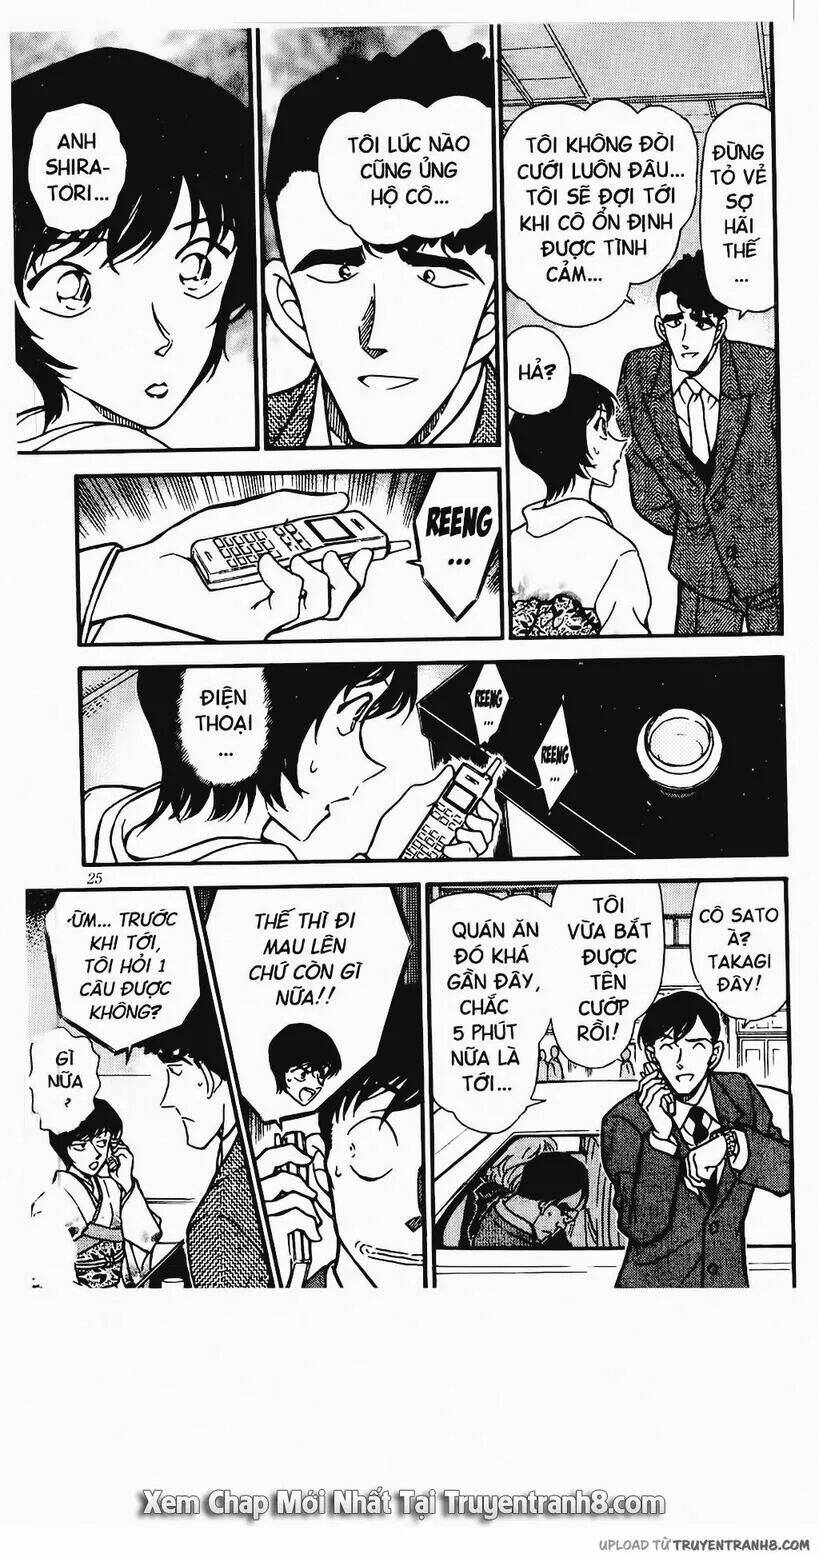 ĐỪNG
TỎ VẺ
SỢ
HÃI
THẾ
...
TÔI KHÔNG ĐÒI
CƯỚI LUÔN ĐÂU...
TÔI SẼ ĐỢI TỚI
KHI CÔ ỔN ĐỊNH
ĐƯỢC TÌNH
CẢM...
HẢ?
TÔI LÚC NÀO
CŨNG ỦNG
HỘ CÔ...
ANH
SHIRA-
TORI...
REENG
...
REENG
...
REENG
...
ĐIỆN
THOẠI
...
25
CÔ SATO
À?
TAKAGI
ĐÂY!
TÔI
VỪA BẮT
ĐƯỢC
TÊN
CƯỚP
RỒI!
QUÁN ĂN
ĐÓ KHÁ
GẦN ĐÂY,
CHẮC
5 PHÚT
NỮA LÀ
TỚI...
THẾ THÌ ĐI
MAU LÊN
CHỨ CÒN GÌ
NỮA!!
ỪM... TRƯỚC
KHI TỚI,
TÔI HỎI 1
CÂU ĐƯỢC
KHÔNG?
GÌ
NỮA
?
Xem Chap Mới Nhất Tại Truyentranh8.com
UPLOAD TỪ TRUYENTRANH8.COM